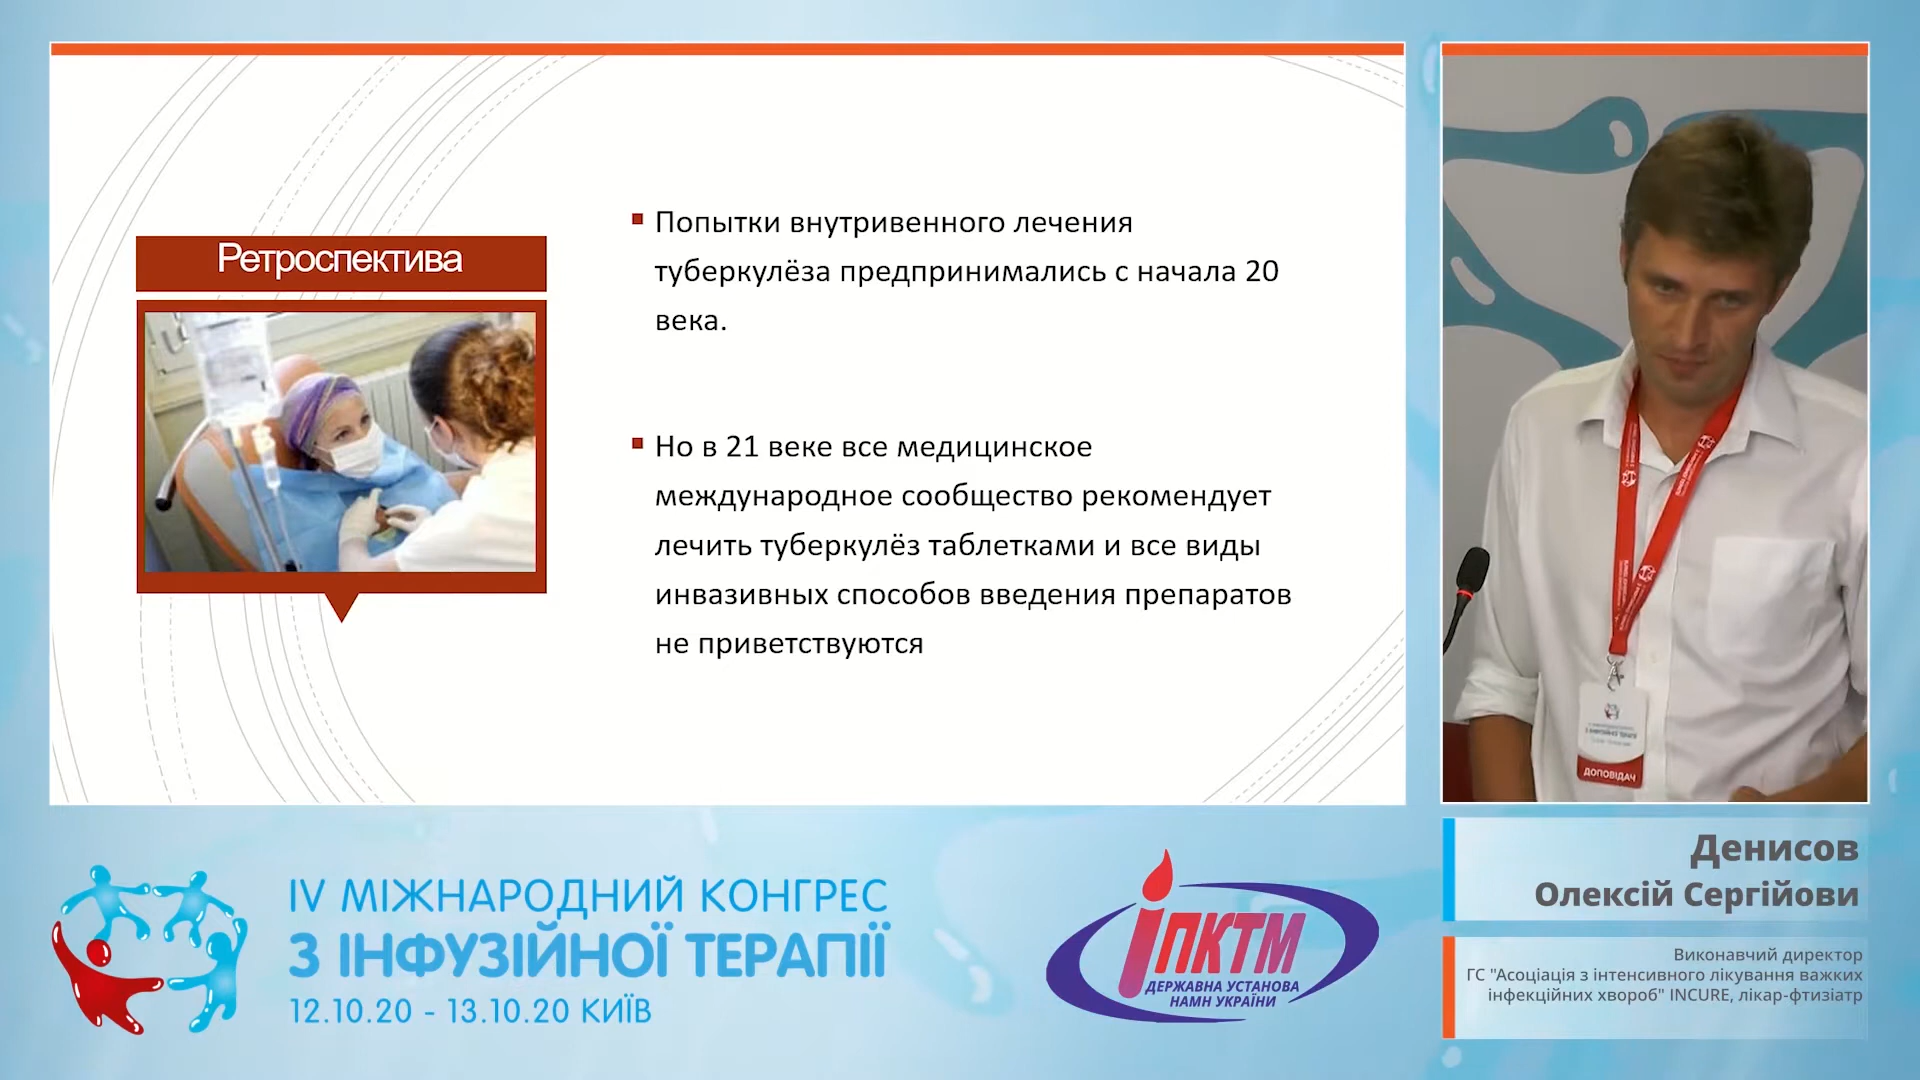 Ретроспектива
Попытки внутривенного лечения
туберкулёза предпринимались с начала 20
века.
Но в 21 веке все медицинское
международное сообщество рекомендует
лечить туберкулёз таблетками и все виды
инвазивных способов введения препаратов
не приветствуются
ДОПОВІДАЧ
Денисов
Олексій Сергійови
Виконавчий директор
ГС "Асоціація з інтенсивного лікування важких
інфекційних хвороб" INCURE, лікар-фтизіатр
IV МІЖНАРОДНИЙ КОНГРЕС
З ІНФУЗІЙНОЇ ТЕРАПІЇ
12.10.20 - 13.10.20 КИЇВ
ІПКТМ
ДЕРЖАВНА УСТАНОВА
НАМН УКРАЇНИ